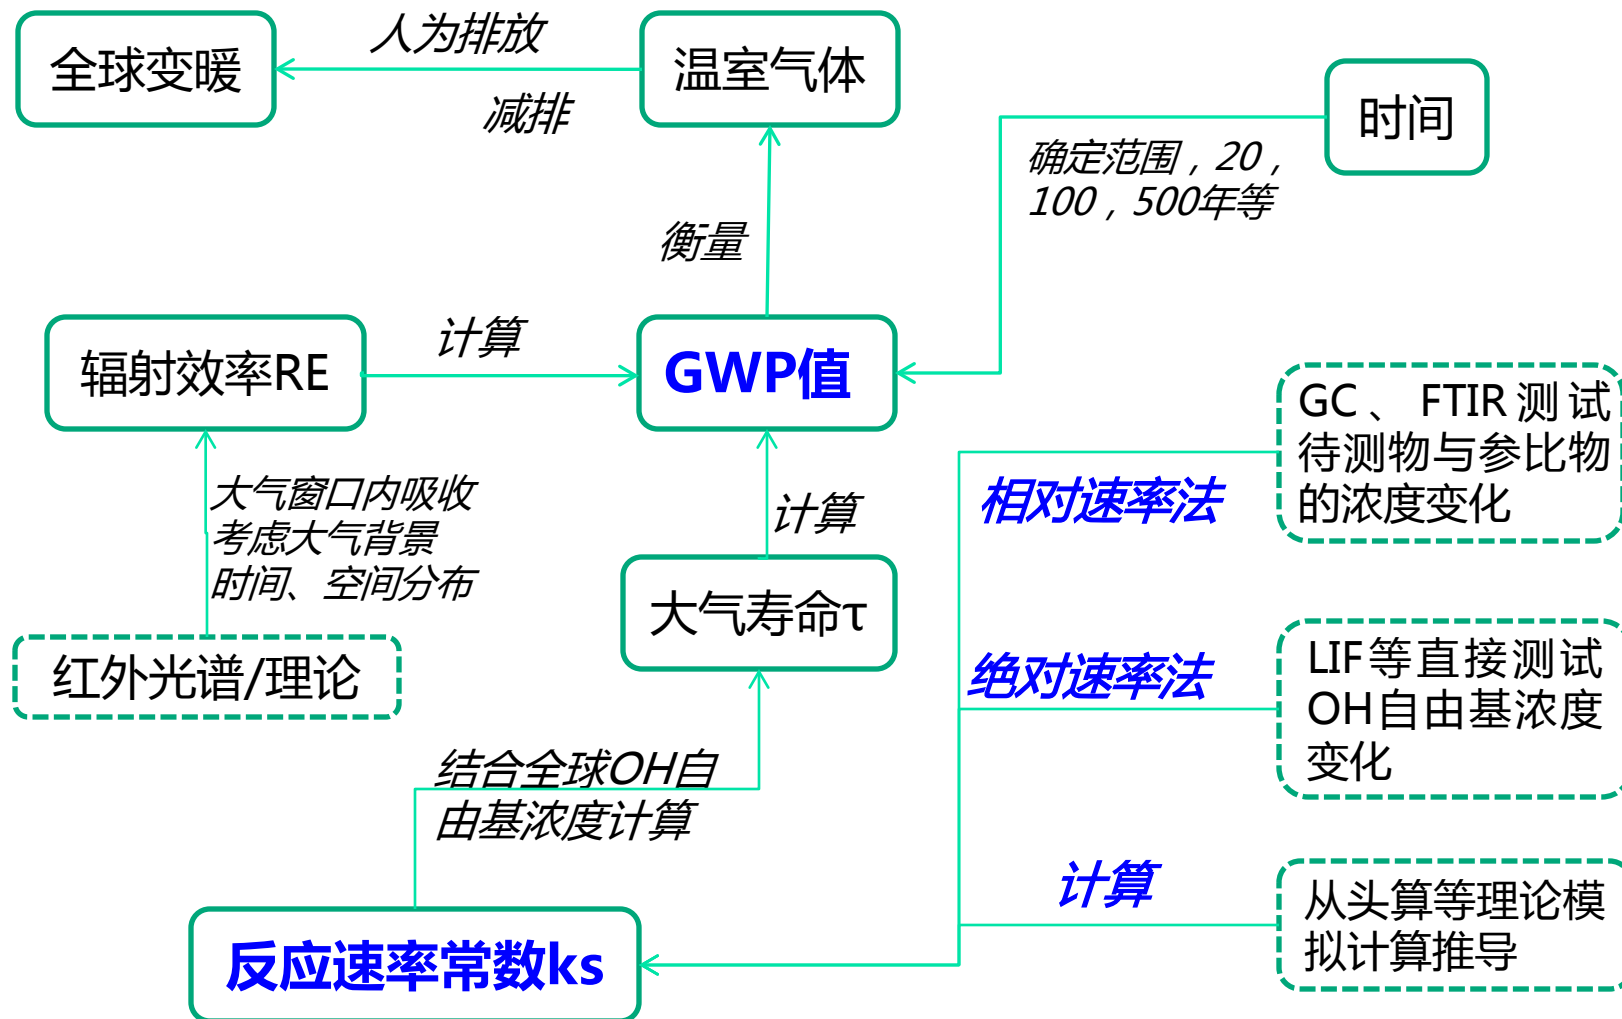 全球变暖
人为排放
减排
温室气体
时间
确定范围，20，
100，500年等
衡量
辐射效率RE
计算
GWP值
GC、FTIR测试
待测物与参比物
的浓度变化
相对速率法
大气窗口内吸收
考虑大气背景
时间、空间分布
计算
大气寿命τ
红外光谱/理论
绝对速率法
LIF等直接测试
OH自由基浓度
变化
结合全球OH自
由基浓度计算
计算
从头算等理论模
拟计算推导
反应速率常数ks